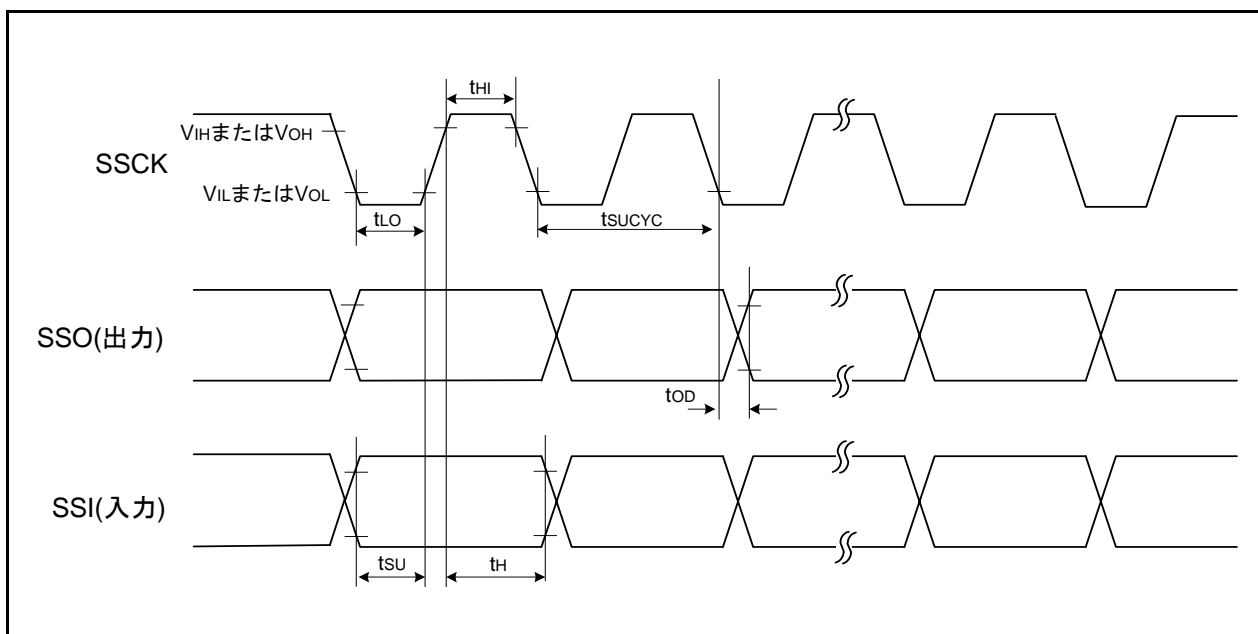 tHI
VIHまたはVOH
SSCK
VILまたはVOL
tLO
tSUCYC
SSO(出力)
tOD
SSI(入力)
tSU
tH